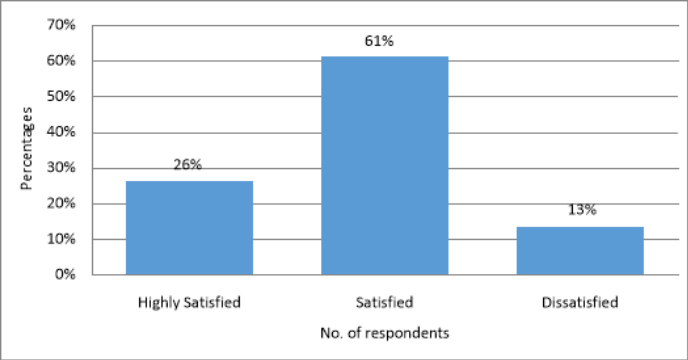 70%
60%
50%
40%
30%
20%
10%
0%
Percentages
26%
61%
13%
Highly Satisfied
Satisfied
Dissatisfied
No. of respondents